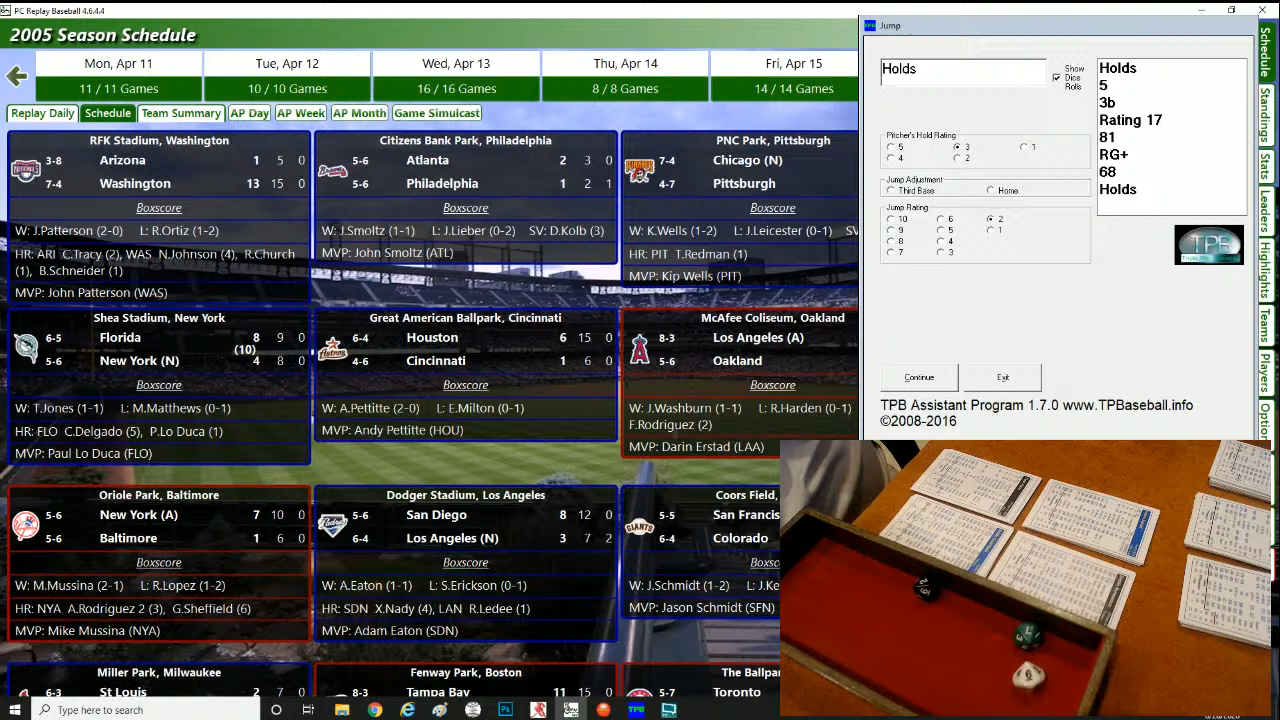 PC Replay Baseball 4.6.4.4
2005 Season Schedule
Mon, Apr 11
11 / 11 Games
Tue, Apr 12
10 / 10 Games
Wed, Apr 13
16 / 16 Games
Thu, Apr 14
8 / 8 Games
Fri, Apr 15
14 / 14 Games
Replay Daily
Schedule
Team Summary
AP Day
AP Week
AP Month
Game Simulcast
RFK Stadium, Washington
3-8 Arizona 1 5 0
7-4 Washington 13 15 0
Boxscore
W: J.Patterson (2-0) L: R.Ortiz (1-2)
HR: ARI C.Tracy (2), WAS N.Johnson (4), R.Church
(1), B.Schneider (1)
MVP: John Patterson (WAS)
Citizens Bank Park, Philadelphia
5-6 Atlanta 2 3 0
5-6 Philadelphia 1 2 1
Boxscore
W: J.Smoltz (1-1) L: J.Lieber (0-2) SV: D.Kolb (3)
MVP: John Smoltz (ATL)
PNC Park, Pittsburgh
7-4 Chicago (N)
4-7 Pittsburgh
Boxscore
W: K.Wells (1-2) L: J.Leicester (0-1) SV
HR: PIT T.Redman (1)
MVP: Kip Wells (PIT)
Shea Stadium, New York
6-5 Florida 8 9 0
(10)
5-6 New York (N) 4 8 0
Boxscore
W: T.Jones (1-1) L: M.Matthews (0-1)
HR: FLO C.Delgado (5), P.Lo Duca (1)
MVP: Paul Lo Duca (FLO)
Great American Ballpark, Cincinnati
6-4 Houston 6 15 0
4-6 Cincinnati 1 6 0
Boxscore
W: A.Pettitte (2-0) L: E.Milton (0-1)
MVP: Andy Pettitte (HOU)
McAfee Coliseum, Oakland
8-3 Los Angeles (A)
5-6 Oakland
Boxscore
W: J.Washburn (1-1) L: R.Harden (0-1)
F.Rodriguez (2)
MVP: Darin Erstad (LAA)
Oriole Park, Baltimore
5-6 New York (A) 7 10 0
5-6 Baltimore 1 6 0
Boxscore
W: M.Mussina (2-1) L: R.Lopez (1-2)
HR: NYA A.Rodriguez 2 (3), G.Sheffield (6)
MVP: Mike Mussina (NYA)
Dodger Stadium, Los Angeles
5-6 San Diego 8 12 0
6-4 Los Angeles (N) 3 7 2
Boxscore
W: A.Eaton (1-1) L: S.Erickson (0-1)
HR: SDN X.Nady (4), LAN R.Ledee (1)
MVP: Adam Eaton (SDN)
Coors Field,
5-5 San Francis
6-4 Colorado
Boxsc
W: J.Schmidt (1-2) L: J.Ke
MVP: Jason Schmidt (SFN)
Miller Park, Milwaukee
6-3 St Louis 2 7 0
Fenway Park, Boston
8-3 Tampa Bay 11 15 0
The Ballpa
5-7 Toronto
Jump
Holds
Show
Dice
Rolls
Pitcher's Hold Rating
5 3 1
4 2
Jump Adjustment
Third Base Home
Jump Rating
10 6 2
9 5 1
8 4
7 3
Holds
5
3b
Rating 17
81
RG+
68
Holds
TPB
Continue
Exit
TPB Assistant Program 1.7.0 www.TPBaseball.info
©2008-2016
Schedule
Standings
Stats
Leaders
Highlights
Teams
Players
Option
Type here to search
TPB